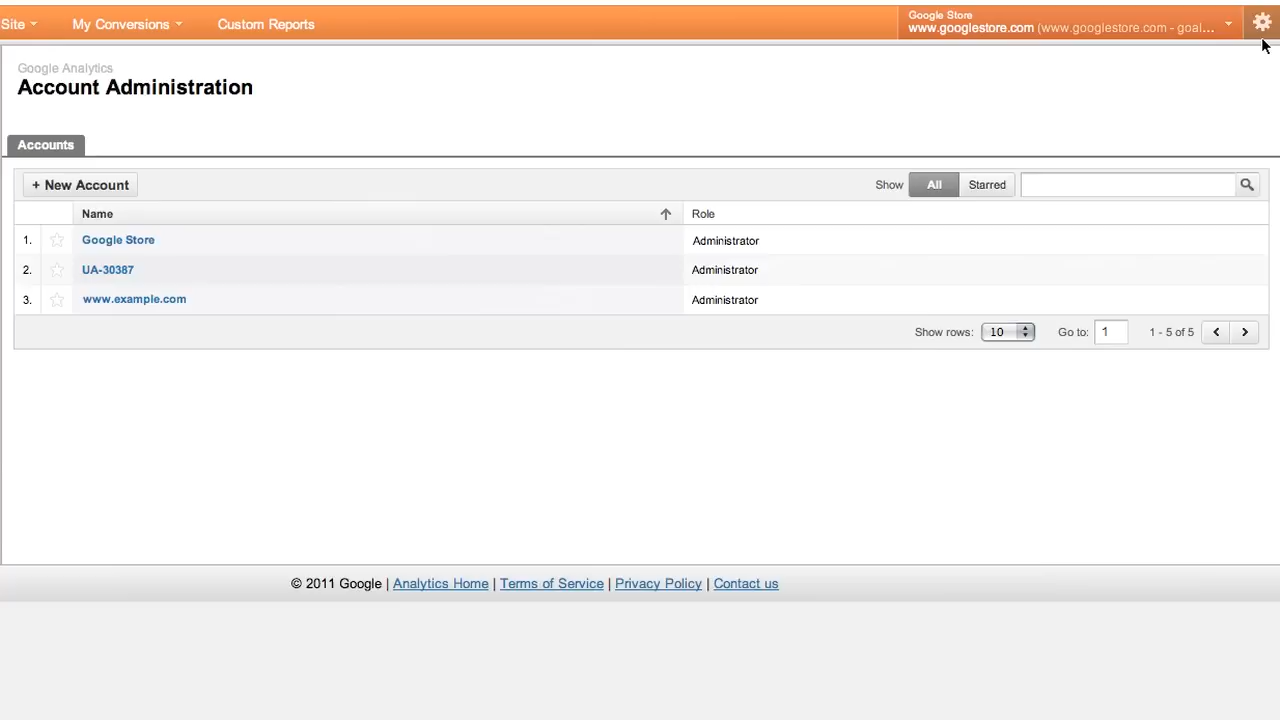 Site My Conversions Custom Reports
Google Store
www.googlestore.com (www.googlestore.com - goal...
Google Analytics
Account Administration
Accounts
+ New Account Show All Starred
Name Role
1. Google Store Administrator
2. UA-30387 Administrator
3. www.example.com Administrator
Show rows: 10 Go to: 1 1 - 5 of 5
© 2011 Google | Analytics Home | Terms of Service | Privacy Policy | Contact us